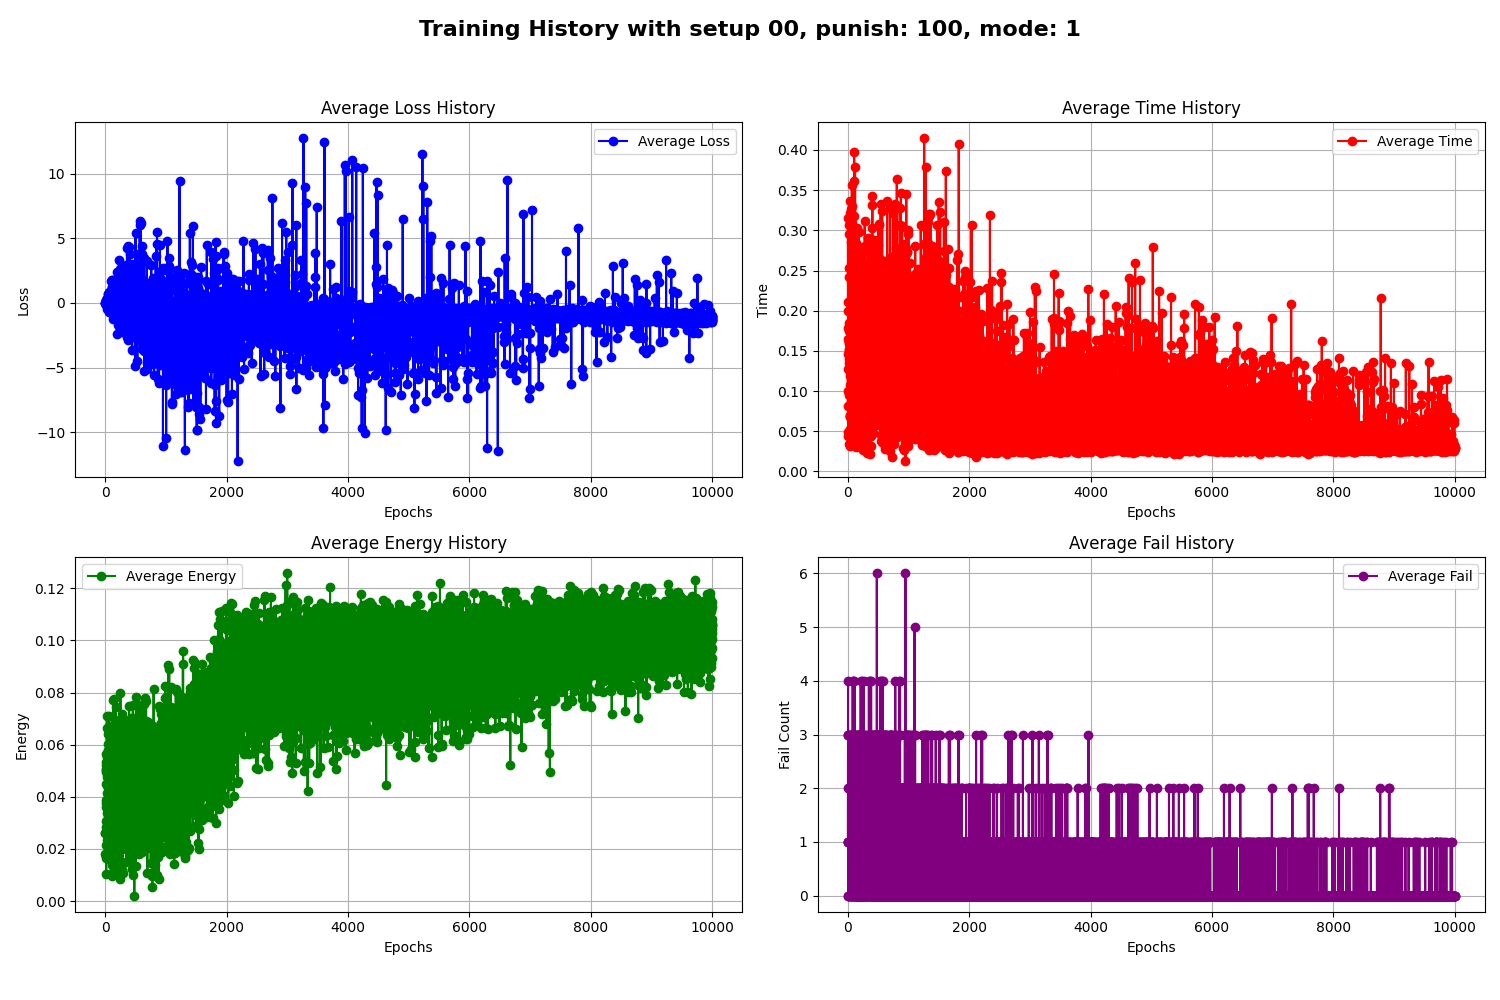 Training History with setup 00, punish: 100, mode: 1
Average Loss History
Average Loss
10
5
0
−5
−10
Loss
0 2000 4000 6000 8000 10000
Epochs
Average Time History
Average Time
0.40
0.35
0.30
0.25
0.20
0.15
0.10
0.05
0.00
Time
0 2000 4000 6000 8000 10000
Epochs
Average Energy History
Average Energy
0.12
0.10
0.08
0.06
0.04
0.02
0.00
Energy
0 2000 4000 6000 8000 10000
Epochs
Average Fail History
Average Fail
6
5
4
3
2
1
0
Fail Count
0 2000 4000 6000 8000 10000
Epochs